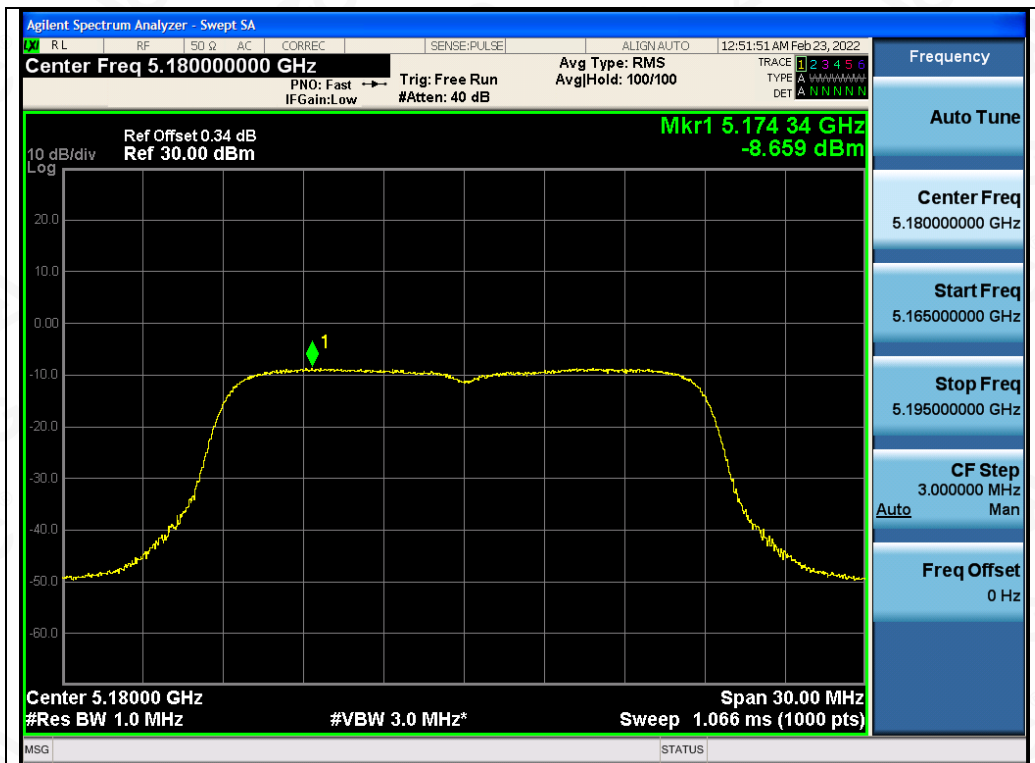 Agilent Spectrum Analyzer - Swept SA
LXI RL RF 50 Ω AC CORREC SENSE:PULSE ALIGN AUTO 12:51:51 AM Feb 23, 2022
Center Freq 5.180000000 GHz
PNO: Fast
IFGain:Low
Trig: Free Run
#Atten: 40 dB
Avg Type: RMS
Avg|Hold: 100/100
TRACE 1 2 3 4 5 6
TYPE A WWWWW
DET A N N N N N
Ref Offset 0.34 dB
Ref 30.00 dBm
10 dB/div
Log
Mkr1 5.174 34 GHz
-8.659 dBm
20.0
10.0
0.00
-10.0
-20.0
-30.0
-40.0
-50.0
-60.0
1
Center 5.18000 GHz
#Res BW 1.0 MHz
#VBW 3.0 MHz*
Span 30.00 MHz
Sweep 1.066 ms (1000 pts)
MSG
STATUS
Frequency
Auto Tune
Center Freq
5.180000000 GHz
Start Freq
5.165000000 GHz
Stop Freq
5.195000000 GHz
CF Step
3.000000 MHz
Auto Man
Freq Offset
0 Hz